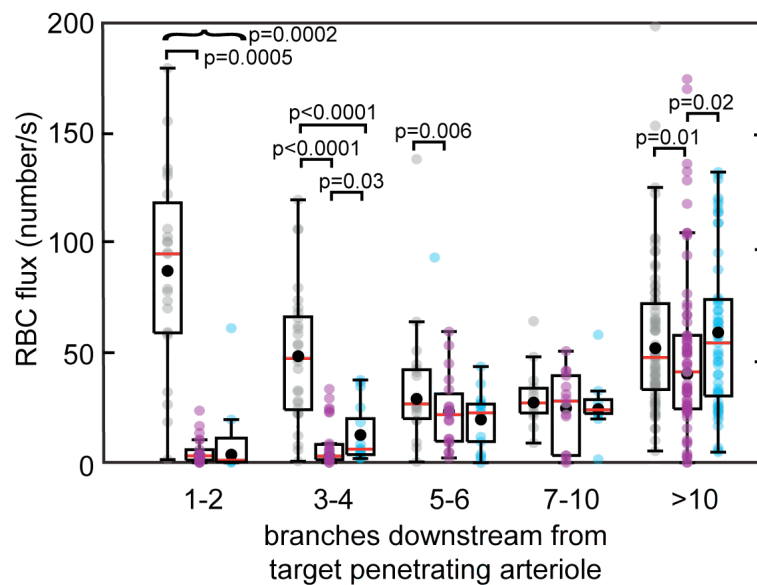 200
150
100
50
0
RBC flux (number/s)
p=0.0002
p=0.0005
p<0.0001
p<0.0001
p=0.03
p=0.006
p=0.02
p=0.01
1-2 3-4 5-6 7-10 >10
branches downstream from
target penetrating arteriole